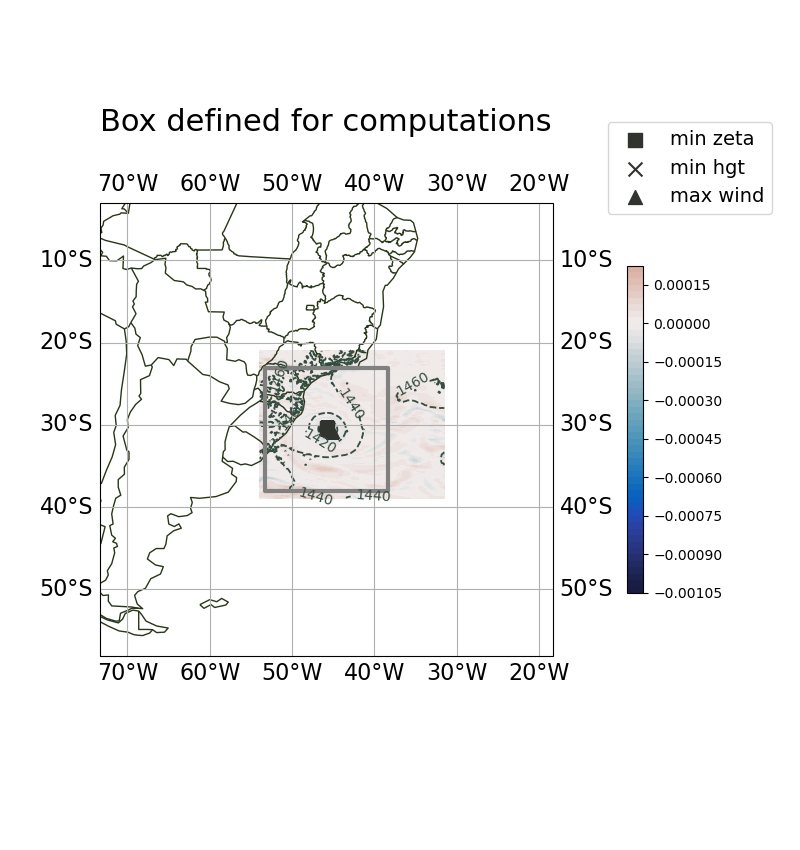 Box defined for computations
min zeta
min hgt
max wind
70°W 60°W 50°W 40°W 30°W 20°W
10°S 10°S
20°S 20°S
30°S 30°S
40°S 40°S
50°S 50°S
70°W 60°W 50°W 40°W 30°W 20°W
1440
1460
1420
1440
1440
0.00015
0.00000
−0.00015
−0.00030
−0.00045
−0.00060
−0.00075
−0.00090
−0.00105